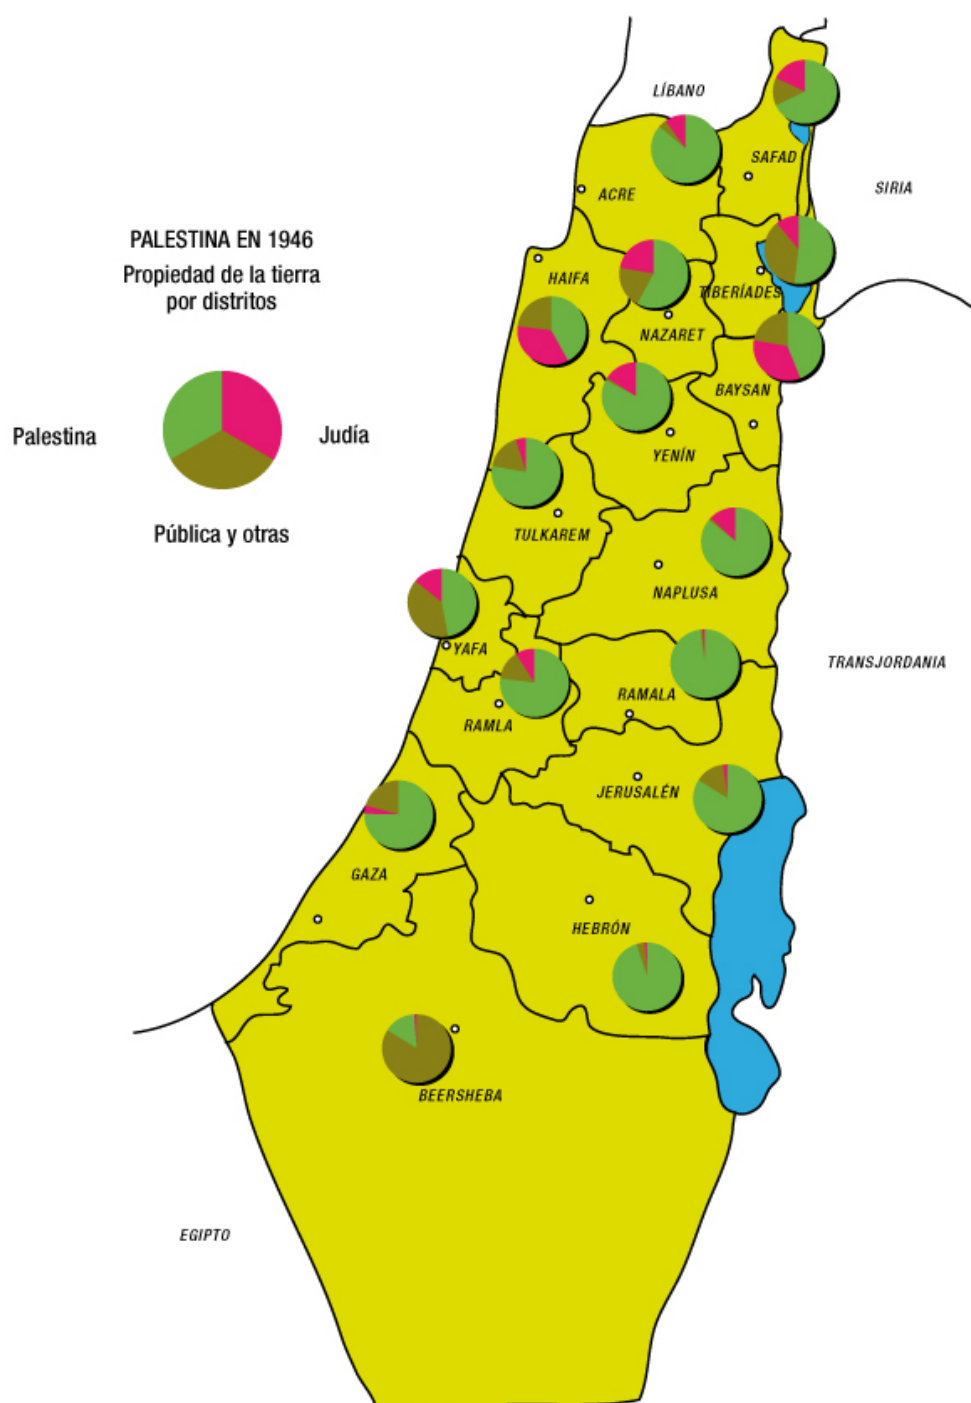 LÍBANO
SAFAD
SIRIA
ACRE
PALESTINA EN 1946
Propiedad de la tierra
por distritos
HAIFA
TIBERÍADES
NAZARET
BAYSAN
Palestina
Judía
YENÍN
Pública y otras
TULKAREM
NAPLUSA
YAFA
TRANSJORDANIA
RAMALA
RAMLA
JERUSALÉN
GAZA
HEBRÓN
BEERSHEBA
EGIPTO